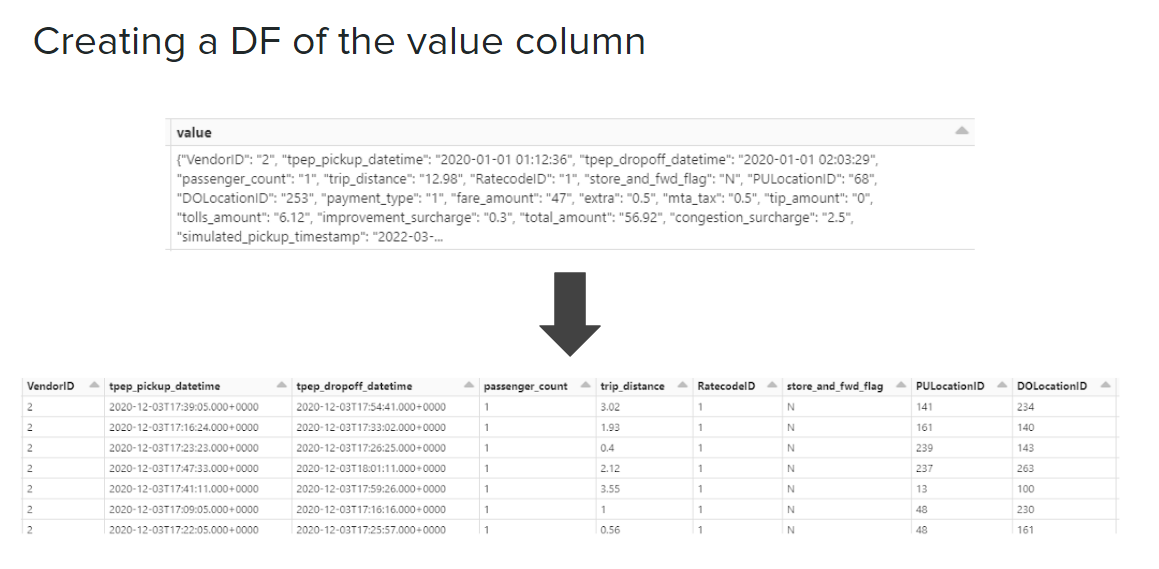 Creating a DF of the value column
value
{"VendorID": "2", "tpep_pickup_datetime": "2020-01-01 01:12:36", "tpep_dropoff_datetime": "2020-01-01 02:03:29",
"passenger_count": "1", "trip_distance": "12.98", "RatecodeID": "1", "store_and_fwd_flag": "N", "PULocationID": "68",
"DOLocationID": "253", "payment_type": "1", "fare_amount": "47", "extra": "0.5", "mta_tax": "0.5", "tip_amount": "0",
"tolls_amount": "6.12", "improvement_surcharge": "0.3", "total_amount": "56.92", "congestion_surcharge": "2.5",
"simulated_pickup_timestamp": "2022-03-...
VendorID tpep_pickup_datetime tpep_dropoff_datetime passenger_count trip_distance RatecodeID store_and_fwd_flag PULocationID DOLocationID
2 2020-12-03T17:39:05.000+0000 2020-12-03T17:54:41.000+0000 1 3.02 1 N 141 234
2 2020-12-03T17:16:24.000+0000 2020-12-03T17:33:02.000+0000 1 1.93 1 N 161 140
2 2020-12-03T17:23:23.000+0000 2020-12-03T17:26:25.000+0000 1 0.4 1 N 239 143
2 2020-12-03T17:47:33.000+0000 2020-12-03T18:01:11.000+0000 1 2.12 1 N 237 263
2 2020-12-03T17:41:11.000+0000 2020-12-03T17:59:26.000+0000 1 3.55 1 N 13 100
2 2020-12-03T17:09:05.000+0000 2020-12-03T17:16:16.000+0000 1 1 1 N 48 230
2 2020-12-03T17:22:05.000+0000 2020-12-03T17:25:57.000+0000 1 0.56 1 N 48 161